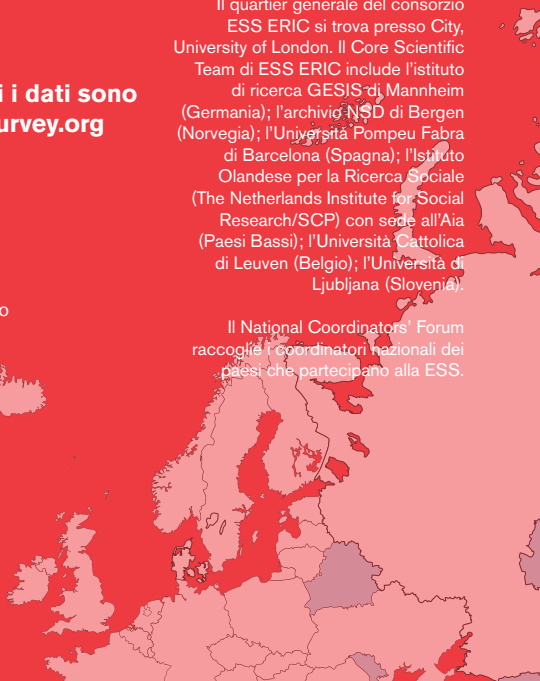 Il quartier generale del consorzio
ESS ERIC si trova presso City,
University of London. Il Core Scientific
Team di ESS ERIC include l'istituto
di ricerca GESIS di Mannheim
(Germania); l'archivio NSD di Bergen
(Norvegia); l'Università Pompeu Fabra
di Barcelona (Spagna); l'Istituto
Olandese per la Ricerca Sociale
(The Netherlands Institute for Social
Research/SCP) con sede all'Aia
(Paesi Bassi); l'Università Cattolica
di Leuven (Belgio); l'Università di
Ljubljana (Slovenia).
Il National Coordinators' Forum
raccoglie i coordinatori nazionali dei
paesi che partecipano alla ESS.
i i dati sono
urvey.org
o